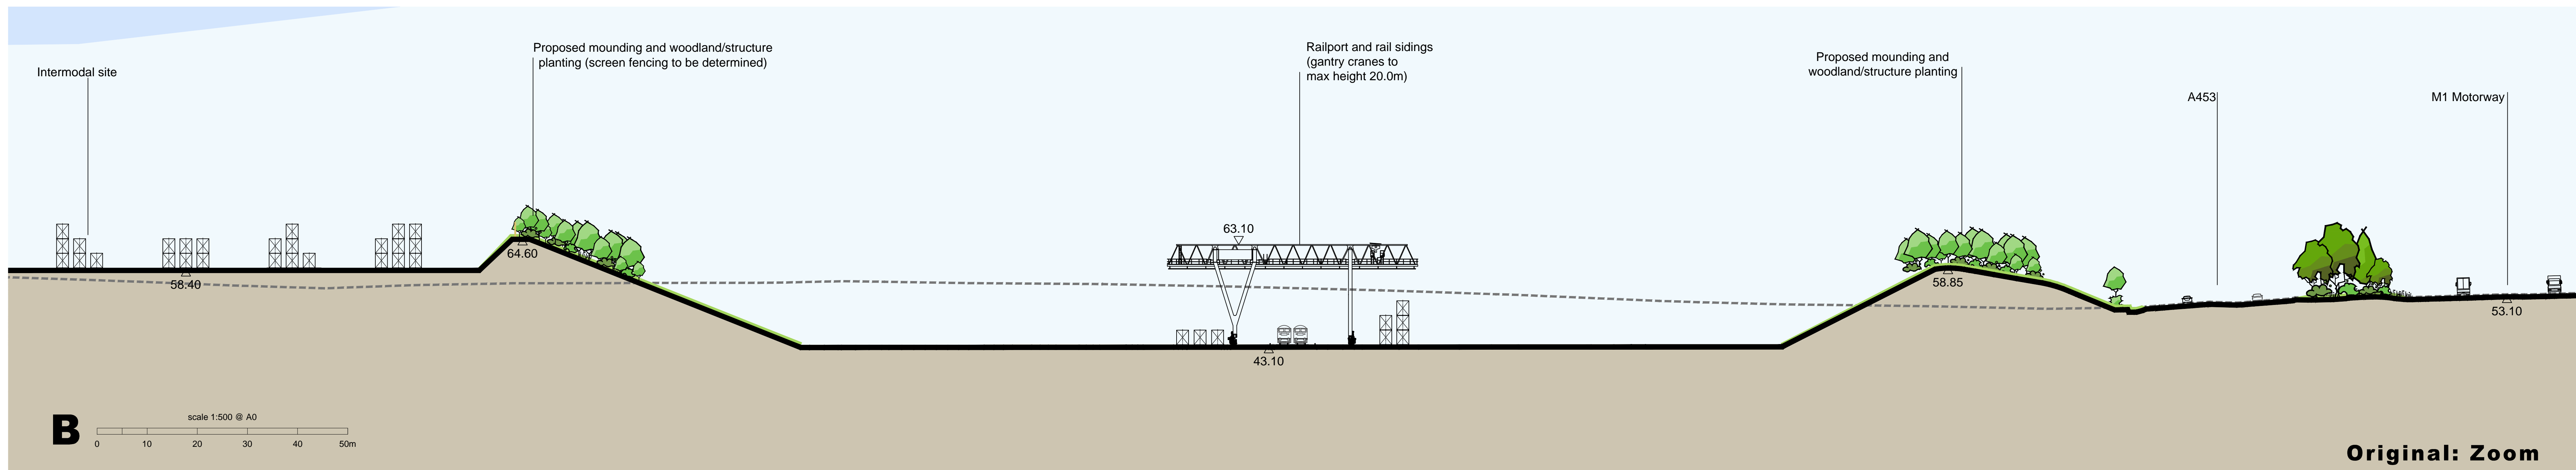 Intermodal site
Proposed mounding and woodland/structure
planting (screen fencing to be determined)
Railport and rail sidings
(gantry cranes to
max height 20.0m)
Proposed mounding and
woodland/structure planting
A453
M1 Motorway
63.10
64.60
58.40
58.85
53.10
43.10
B
scale 1:500 @ A0
0 10 20 30 40 50m
Original: Zoom